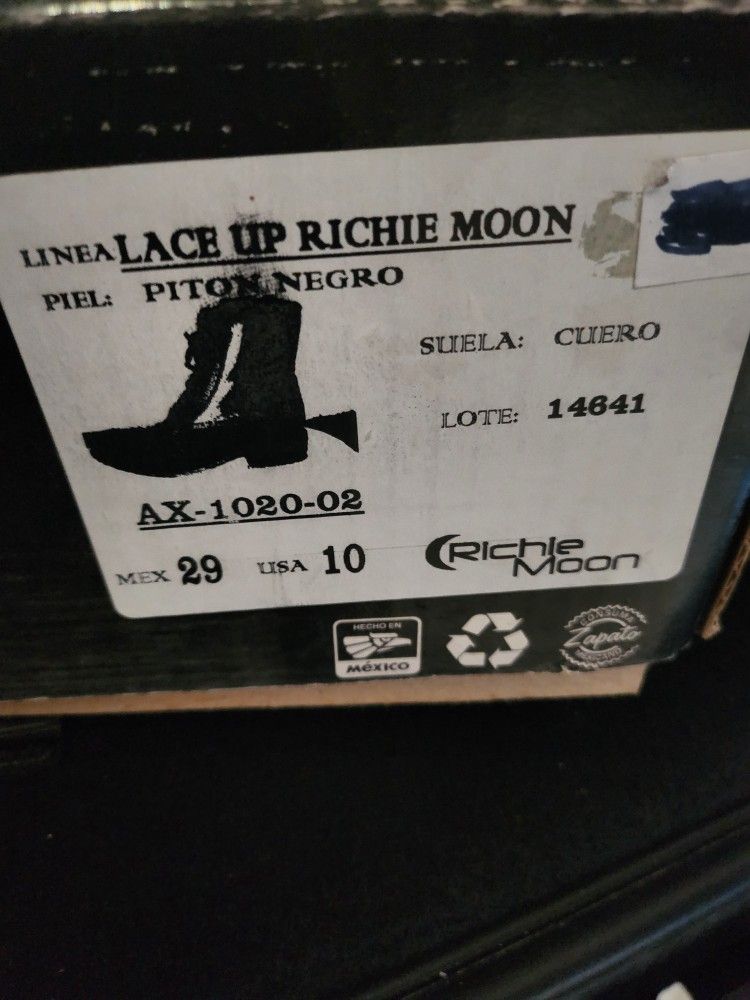 LINEA LACE UP RICHIE MOON
PIEL: PITON NEGRO
SUELA: CUERO
LOTE: 14641
AX-1020-02
MEX 29 USA 10
Richie
Moon
HECHO EN
MÉXICO
CONSUME
Zapato